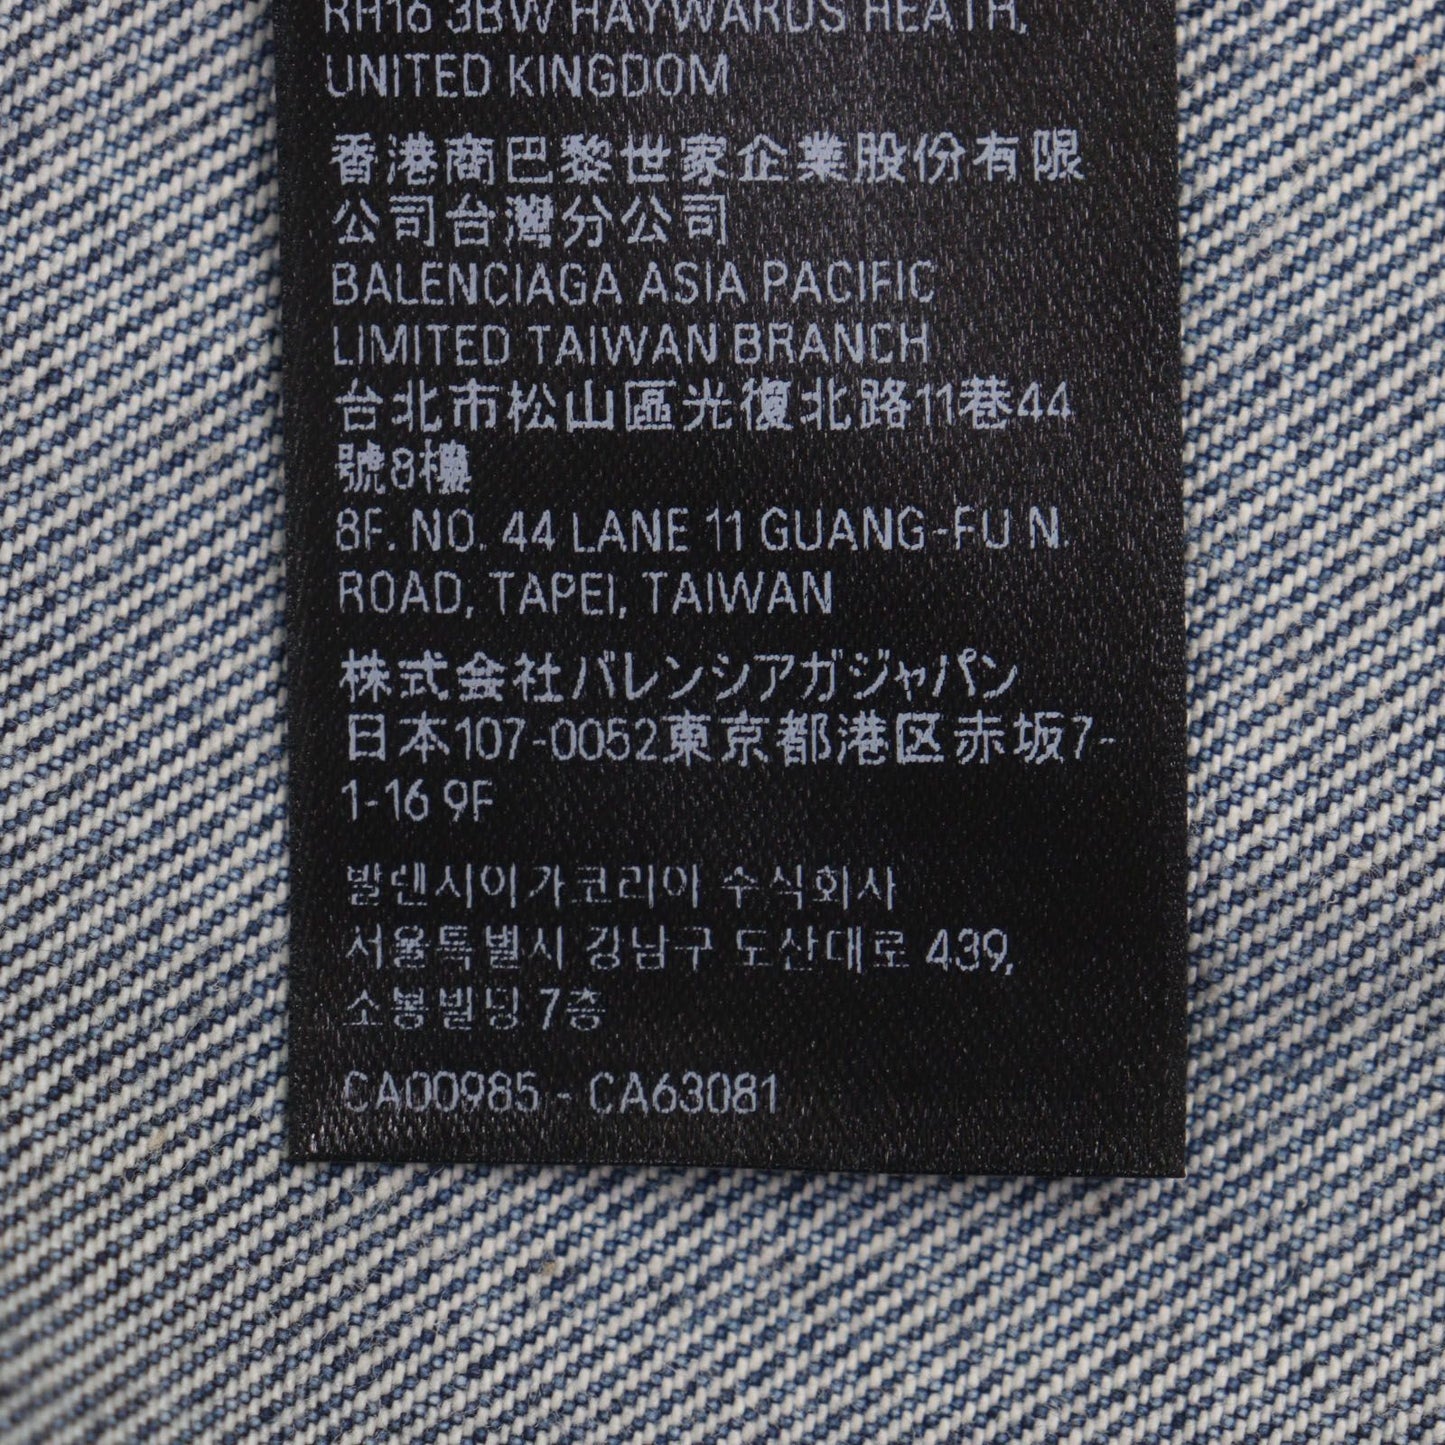 RH16 3BW HAYWARDS HEATH,
UNITED KINGDOM
香港商巴黎世家企業股份有限
公司台灣分公司
BALENCIAGA ASIA PACIFIC
LIMITED TAIWAN BRANCH
台北市松山區光復北路11巷44
號8樓
8F. NO. 44 LANE 11 GUANG-FU N.
ROAD, TAPEI, TAIWAN
株式会社バレンシアガジャパン
日本107-0052東京都港区赤坂7-
1-16 9F
발렌시아가코리아 수식회사
서울특별시 강남구 도산대로 439,
소봉빌딩 7층
CA00985 - CA63081